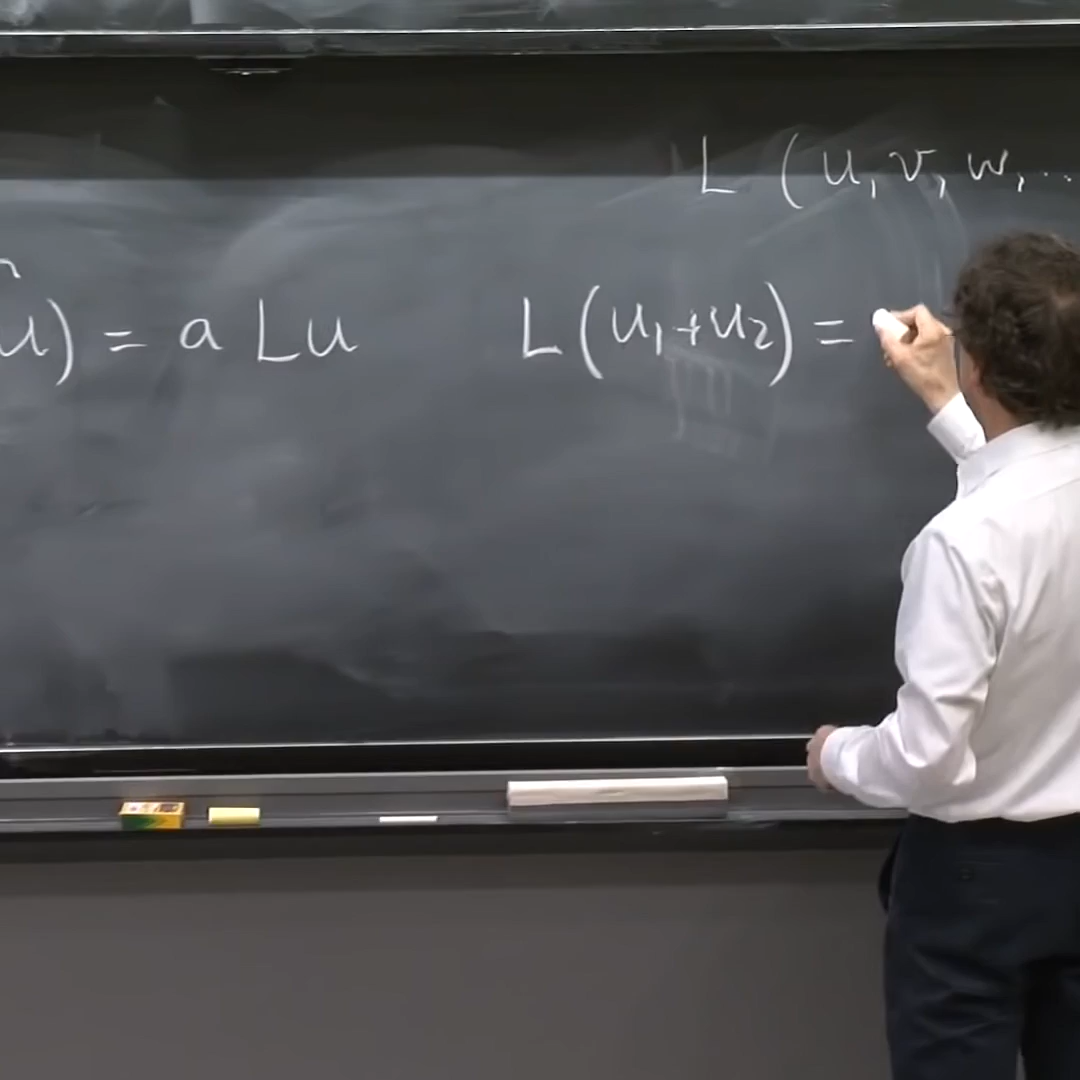 L (u, v, w, ...
u) = a Lu
L(u₁+u₂) =